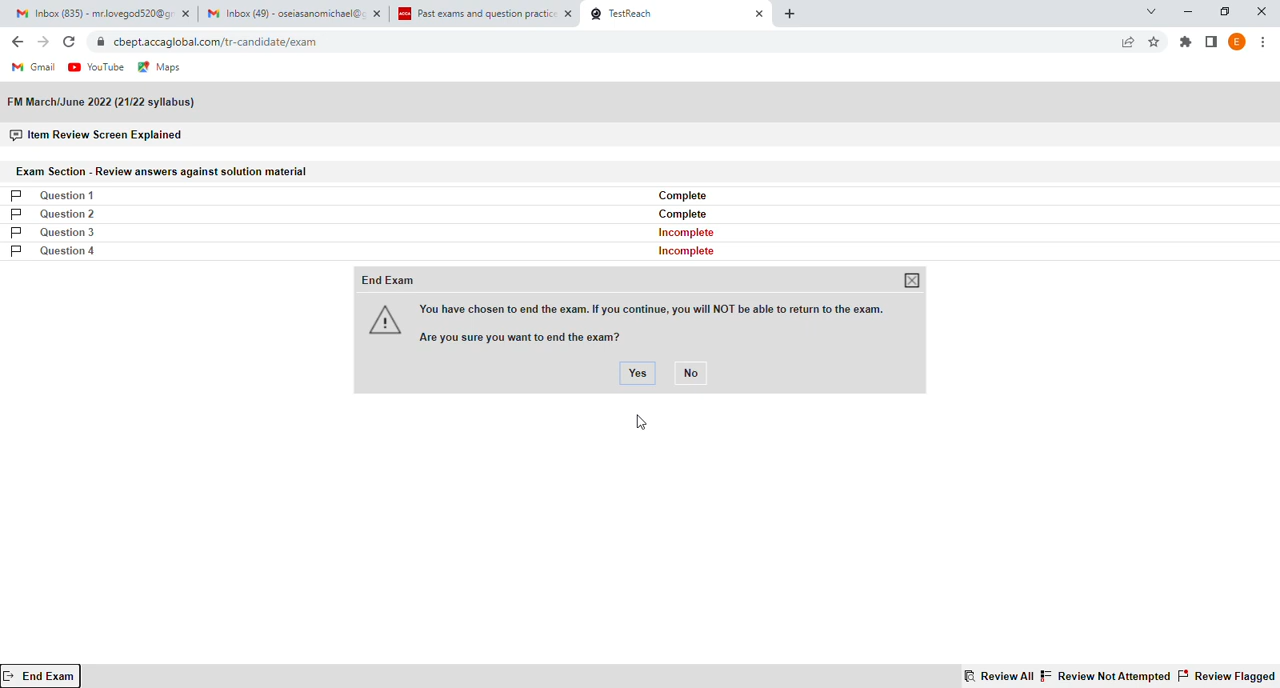 Inbox (835) - mr.lovegod520@gr
Inbox (49) - oseiasanomichael@g
ACCA Past exams and question practice
TestReach
cbept.accaglobal.com/tr-candidate/exam
E
Gmail YouTube Maps
FM March/June 2022 (21/22 syllabus)
Item Review Screen Explained
Exam Section - Review answers against solution material
Question 1 Complete
Question 2 Complete
Question 3 Incomplete
Question 4 Incomplete
End Exam
You have chosen to end the exam. If you continue, you will NOT be able to return to the exam.
Are you sure you want to end the exam?
Yes No
End Exam Review All Review Not Attempted Review Flagged